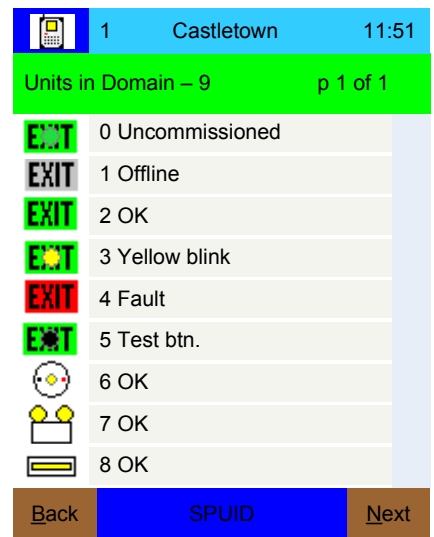 1 Castletown 11:51
Units in Domain – 9 p 1 of 1
EXIT 0 Uncommissioned
EXIT 1 Offline
EXIT 2 OK
EXIT 3 Yellow blink
EXIT 4 Fault
EXIT 5 Test btn.
6 OK
7 OK
8 OK
Back SPUID Next